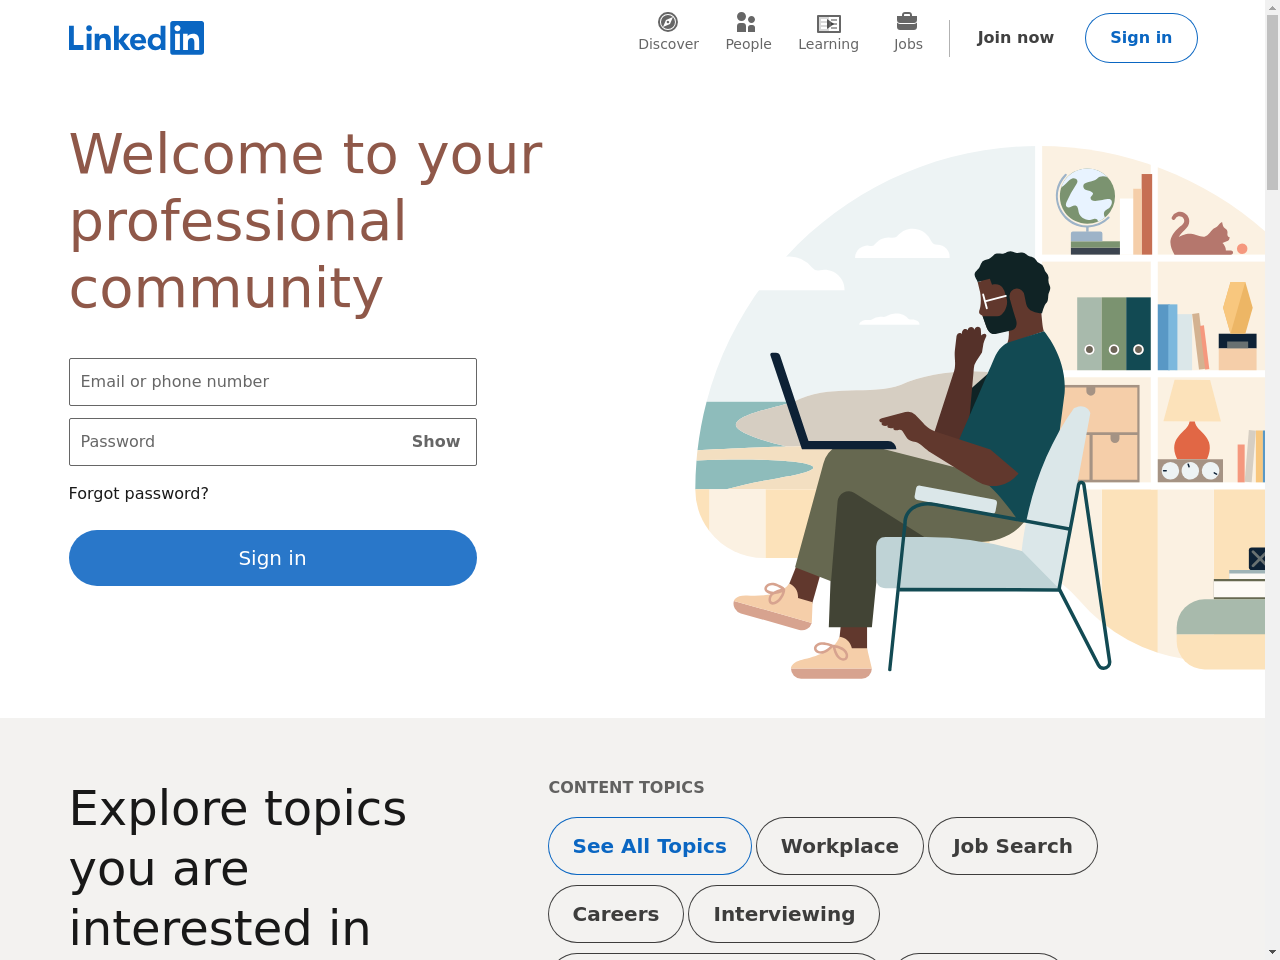 Linked in
Discover
People
Learning
Jobs
Join now
Sign in
Welcome to your
professional
community
Email or phone number
Password
Show
Forgot password?
Sign in
Explore topics
you are
interested in
CONTENT TOPICS
See All Topics
Workplace
Job Search
Careers
Interviewing